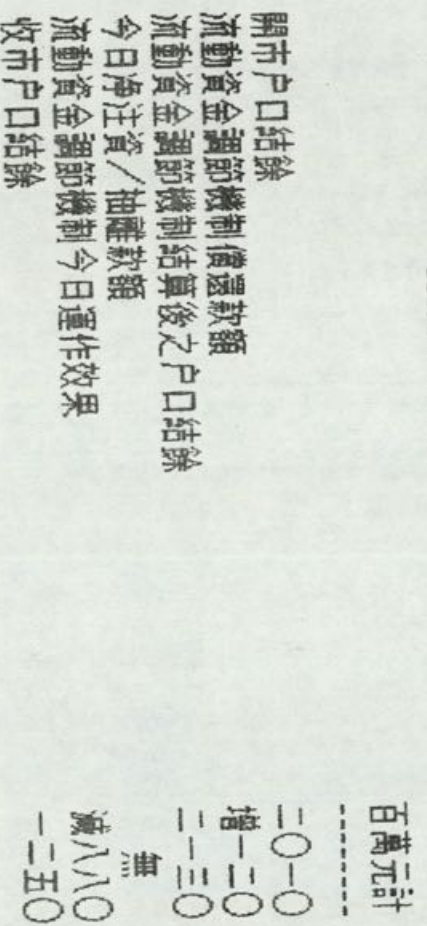 百萬元計
--------
開市户口結餘 二〇一〇
流動資金調節機制償還款額 增一二〇
流動資金調節機制結算後之户口結餘 二一三〇
今日淨注資／抽離款額 無
流動資金調節機制今日運作效果 減八八〇
收市户口結餘 一二五〇